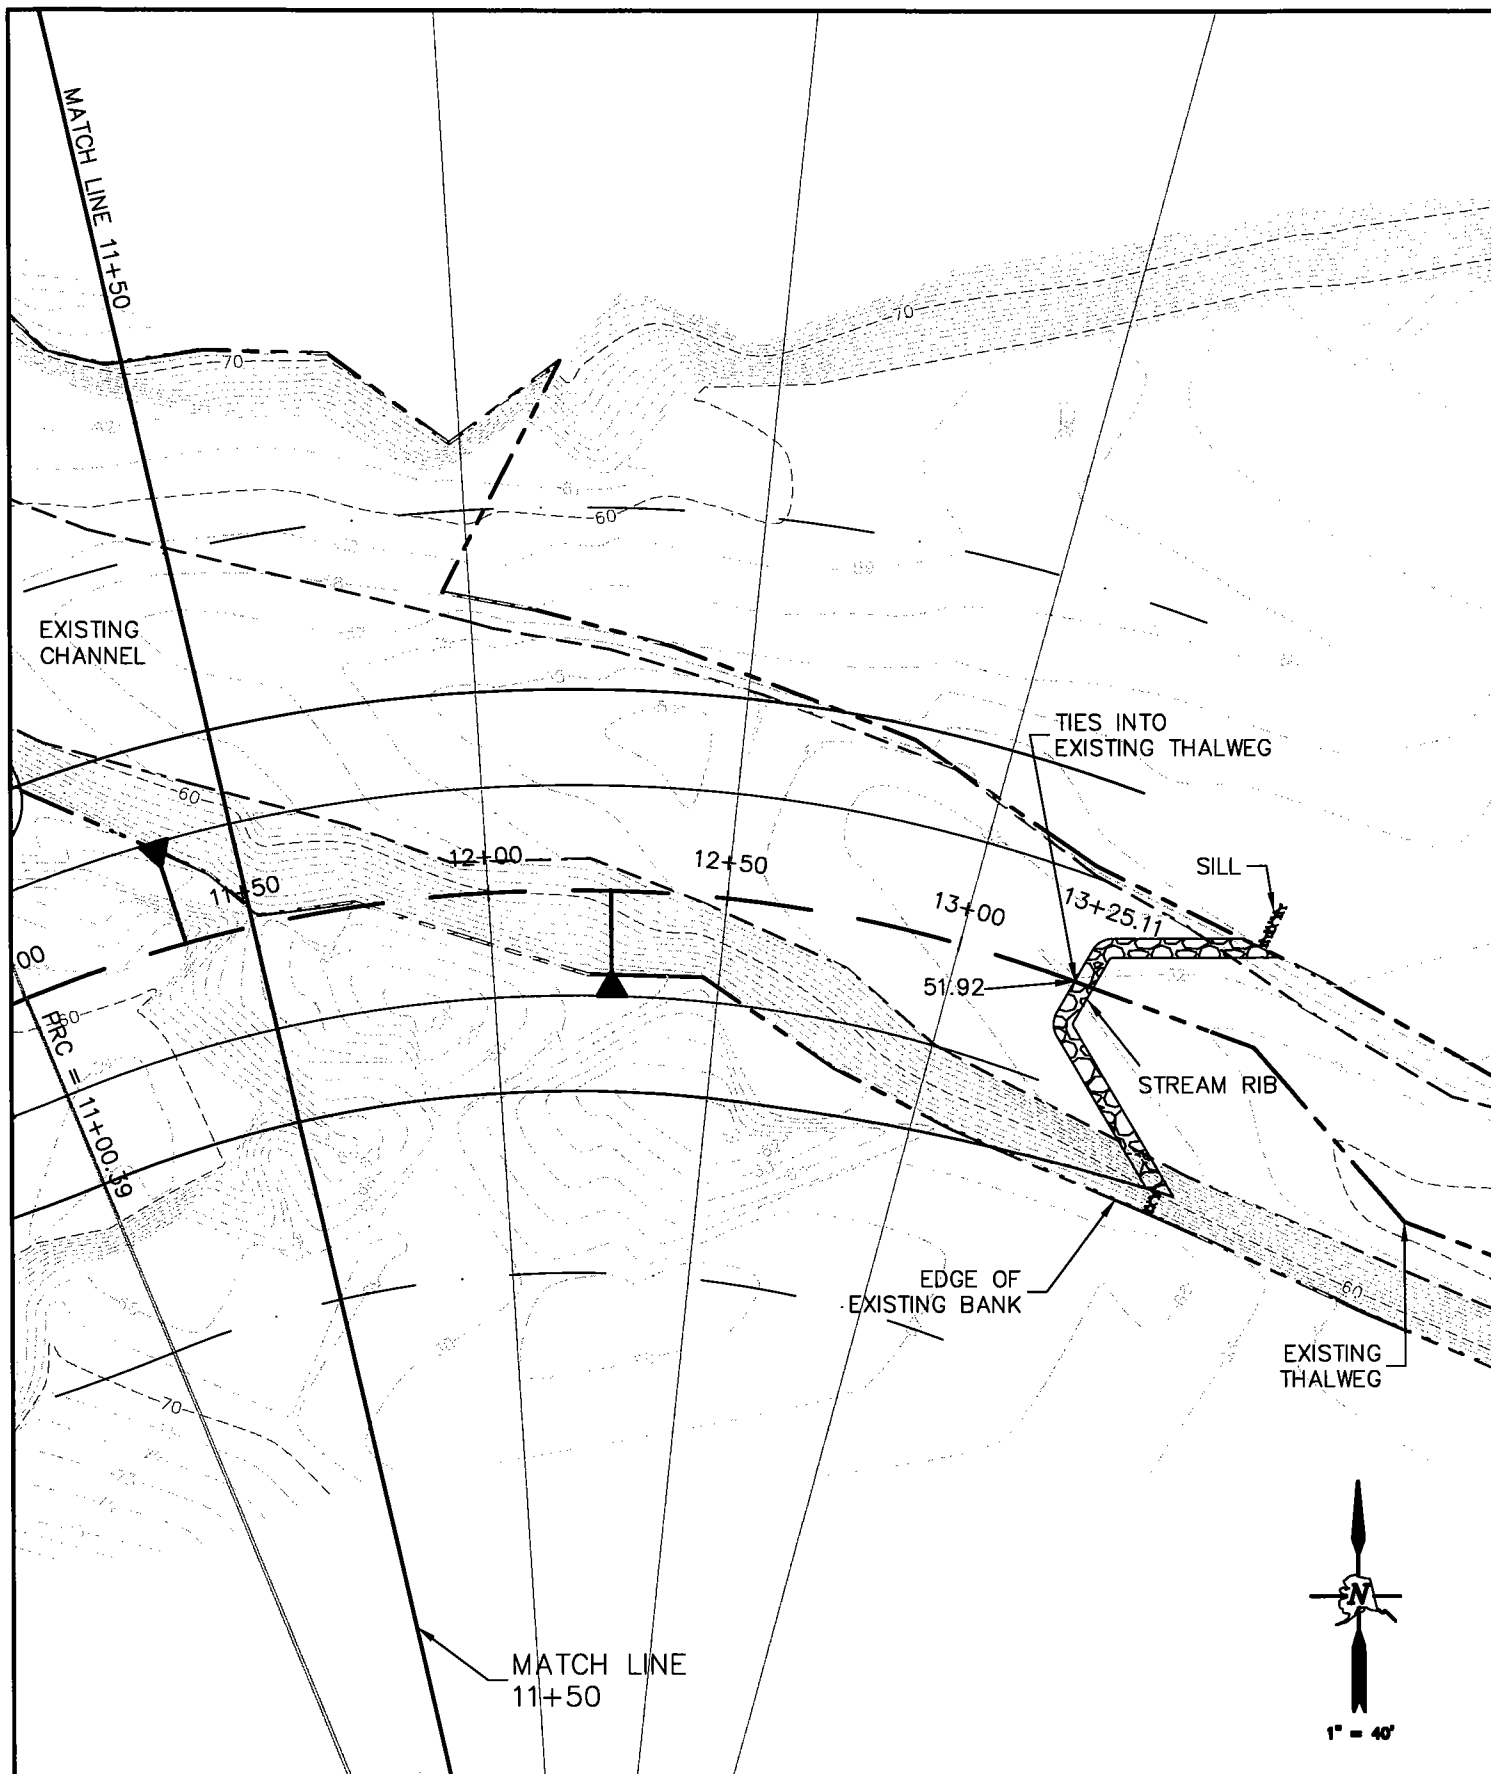 MATCH LINE 11+50
70
70
60
EXISTING
CHANNEL
TIES INTO
EXISTING THALWEG
60
12+00
12+50
SILL
11+50
13+00
13+25.11
00
51.92
60
PRC = 11+00.39
STREAM RIB
EDGE OF
EXISTING BANK
60
EXISTING
THALWEG
70
MATCH LINE
11+50
N
1" = 40'